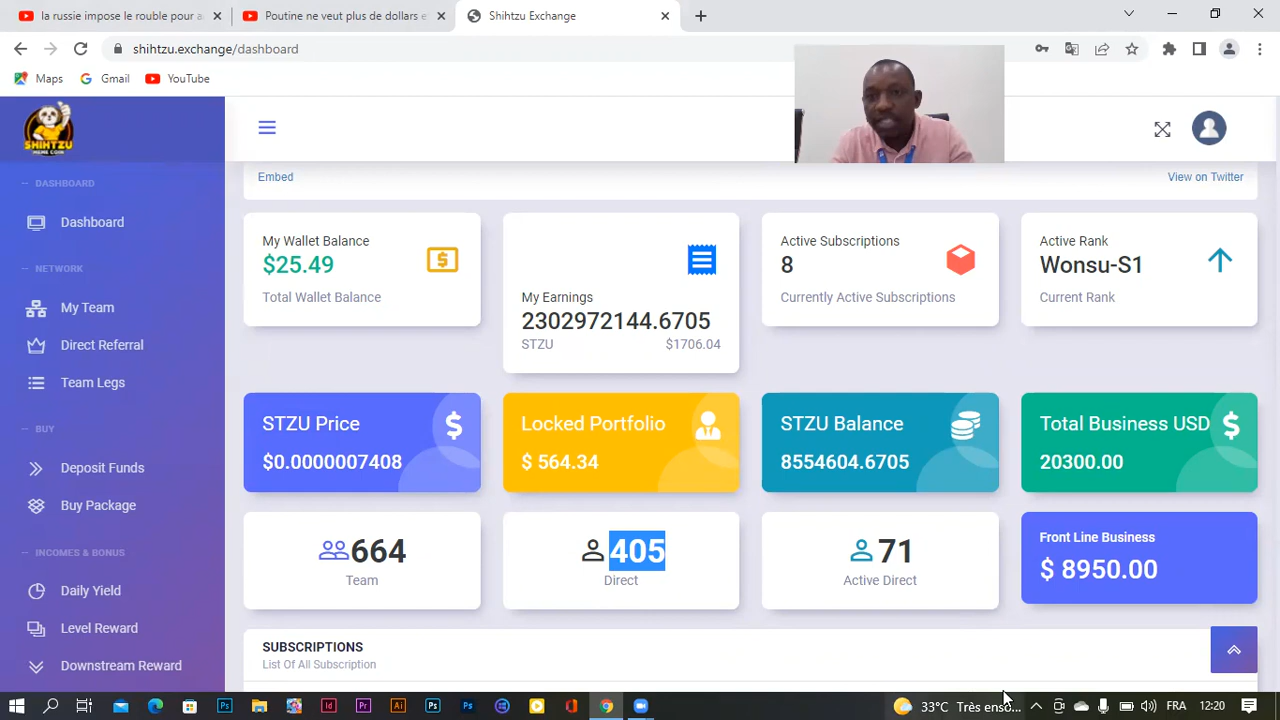 la russie impose le rouble pour a
Poutine ne veut plus de dollars e
Shihtzu Exchange
shihtzu.exchange/dashboard
Maps
Gmail
YouTube
SHIHTZU
MEME COIN
DASHBOARD
Dashboard
NETWORK
My Team
Direct Referral
Team Legs
BUY
Deposit Funds
Buy Package
INCOMES & BONUS
Daily Yield
Level Reward
Downstream Reward
Embed
View on Twitter
My Wallet Balance
$25.49
Total Wallet Balance
My Earnings
2302972144.6705
STZU $1706.04
Active Subscriptions
8
Currently Active Subscriptions
Active Rank
Wonsu-S1
Current Rank
STZU Price
$0.0000007408
Locked Portfolio
$ 564.34
STZU Balance
8554604.6705
Total Business USD
20300.00
664
Team
405
Direct
71
Active Direct
Front Line Business
$ 8950.00
SUBSCRIPTIONS
List Of All Subscription
33°C Très enso...
FRA
12:20